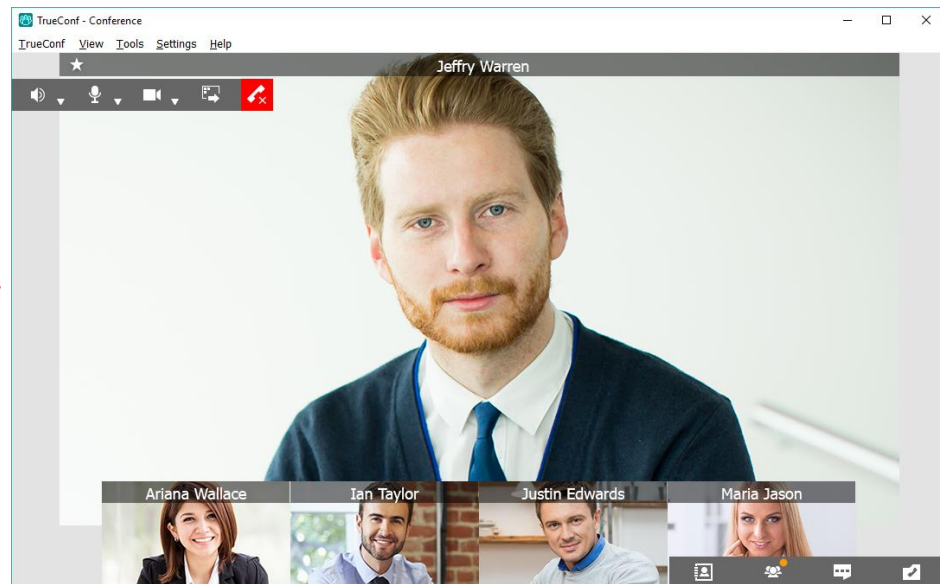 TrueConf - Conference
TrueConf View Tools Settings Help
Jeffry Warren
Ariana Wallace
Ian Taylor
Justin Edwards
Maria Jason